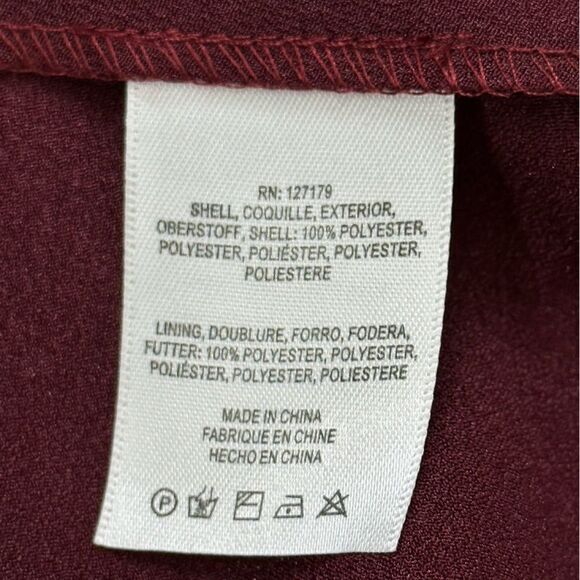 RN: 127179
SHELL, COQUILLE, EXTERIOR,
OBERSTOFF, SHELL: 100% POLYESTER,
POLYESTER, POLIÉSTER, POLYESTER,
POLIESTERE
LINING, DOUBLURE, FORRO, FODERA,
FUTTER: 100% POLYESTER, POLYESTER,
POLIÉSTER, POLYESTER, POLIESTERE
MADE IN CHINA
FABRIQUE EN CHINE
HECHO EN CHINA
P